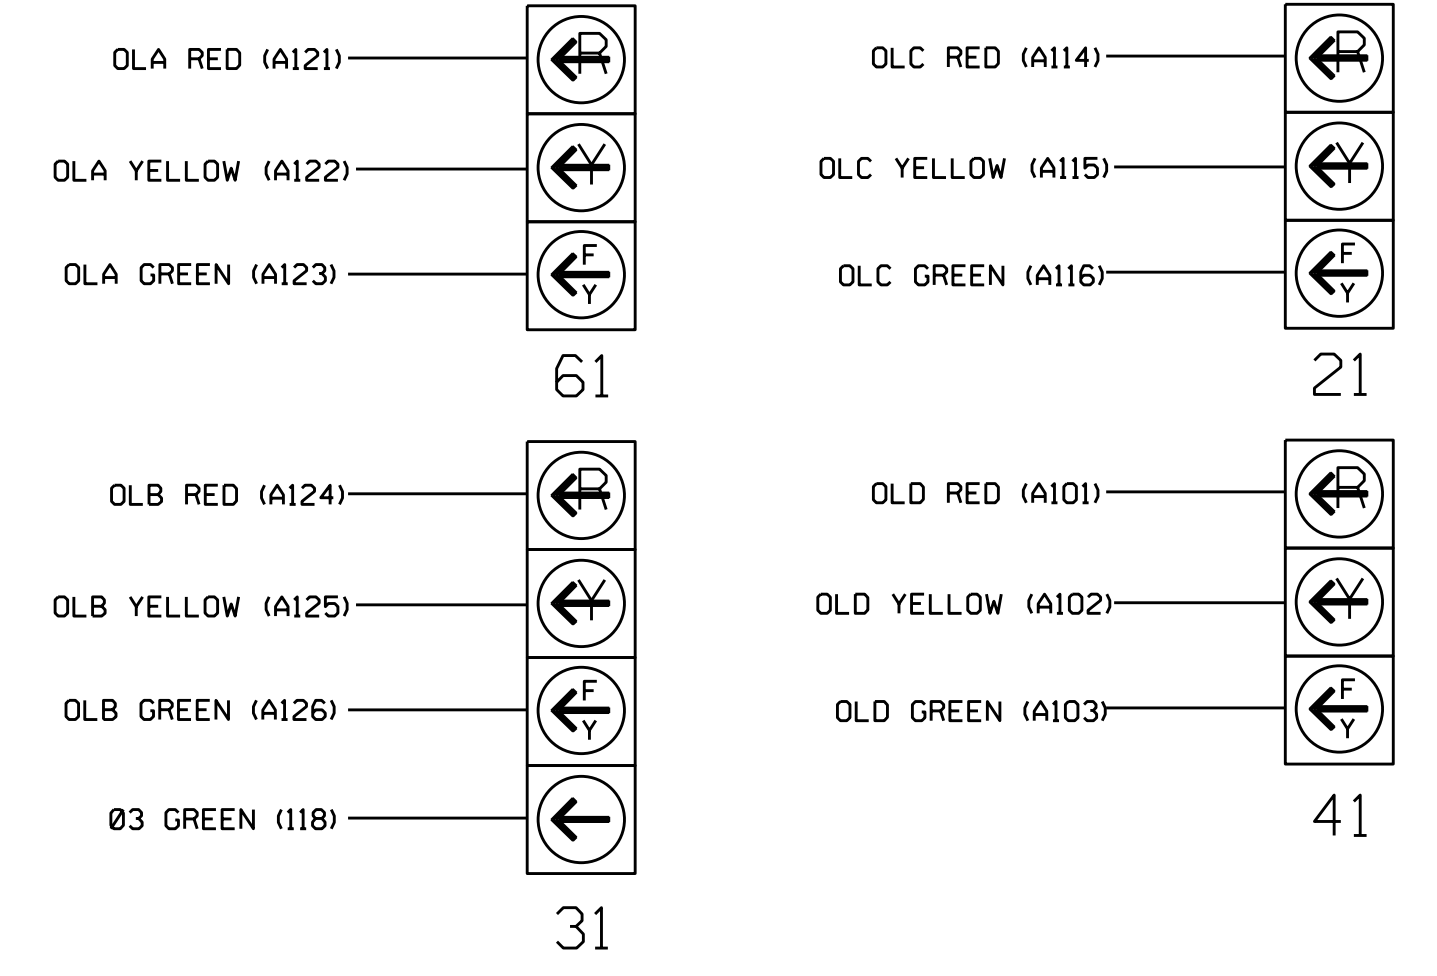 OLA RED (A121)
R
OLA YELLOW (A122)
Y
OLA GREEN (A123)
F
Y
61
OLC RED (A114)
R
OLC YELLOW (A115)
Y
OLC GREEN (A116)
F
Y
21
OLB RED (A124)
R
OLB YELLOW (A125)
Y
OLB GREEN (A126)
F
Y
Ø3 GREEN (118)
31
OLD RED (A101)
R
OLD YELLOW (A102)
Y
OLD GREEN (A103)
F
Y
41